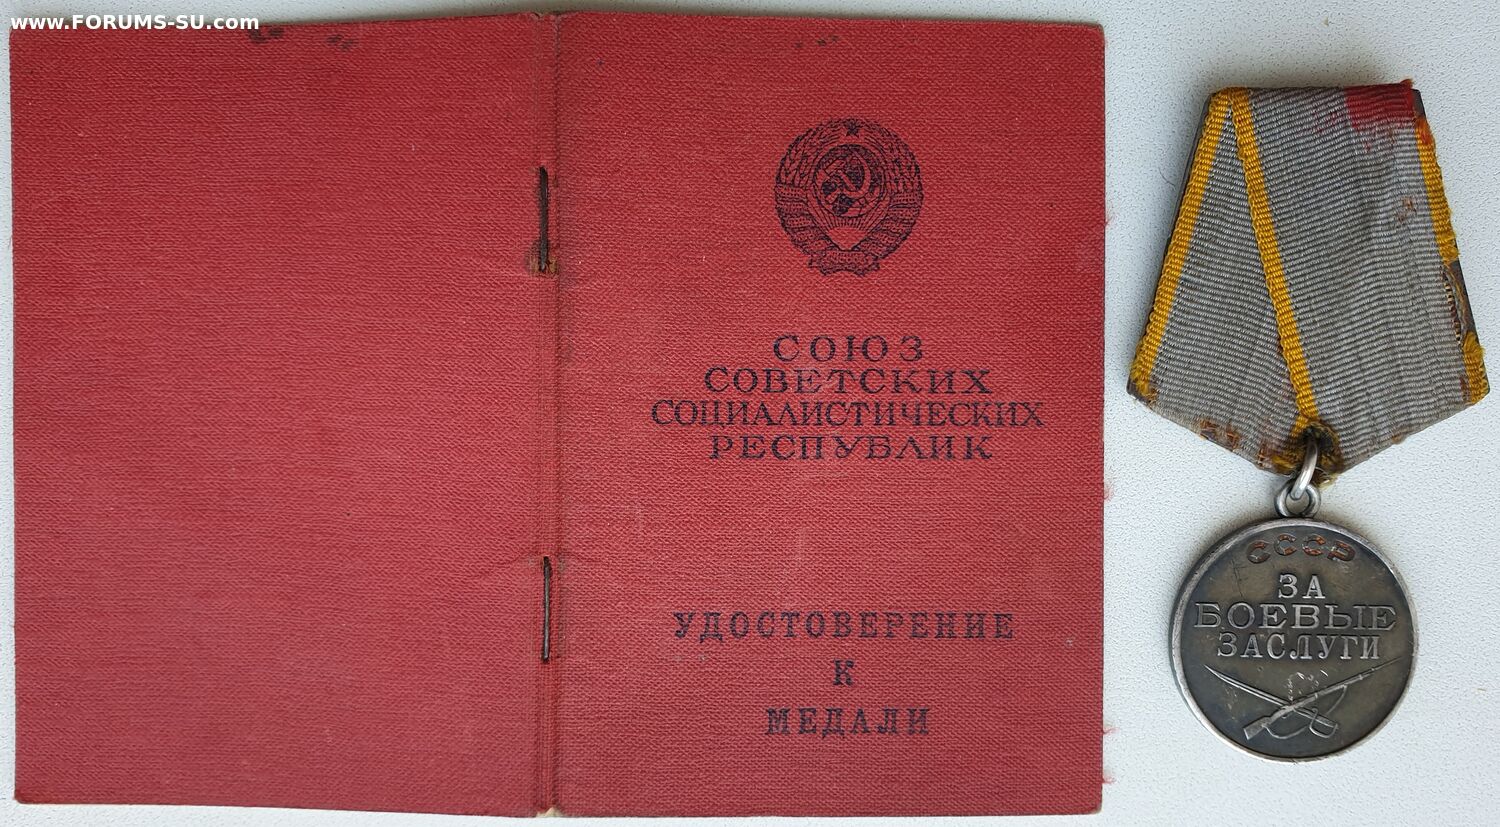 www.FORUMS-SU.com
СОЮЗ
СОВЕТСКИХ
СОЦИАЛИСТИЧЕСКИХ
РЕСПУБЛИК
УДОСТОВЕРЕНИЕ
К
МЕДАЛИ
СССР
ЗА
БОЕВЫЕ
ЗАСЛУГИ